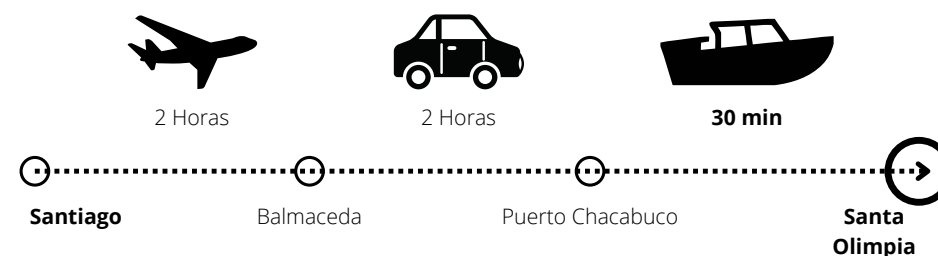 2 Horas
2 Horas
30 min
Santiago
Balmaceda
Puerto Chacabuco
Santa
Olimpia